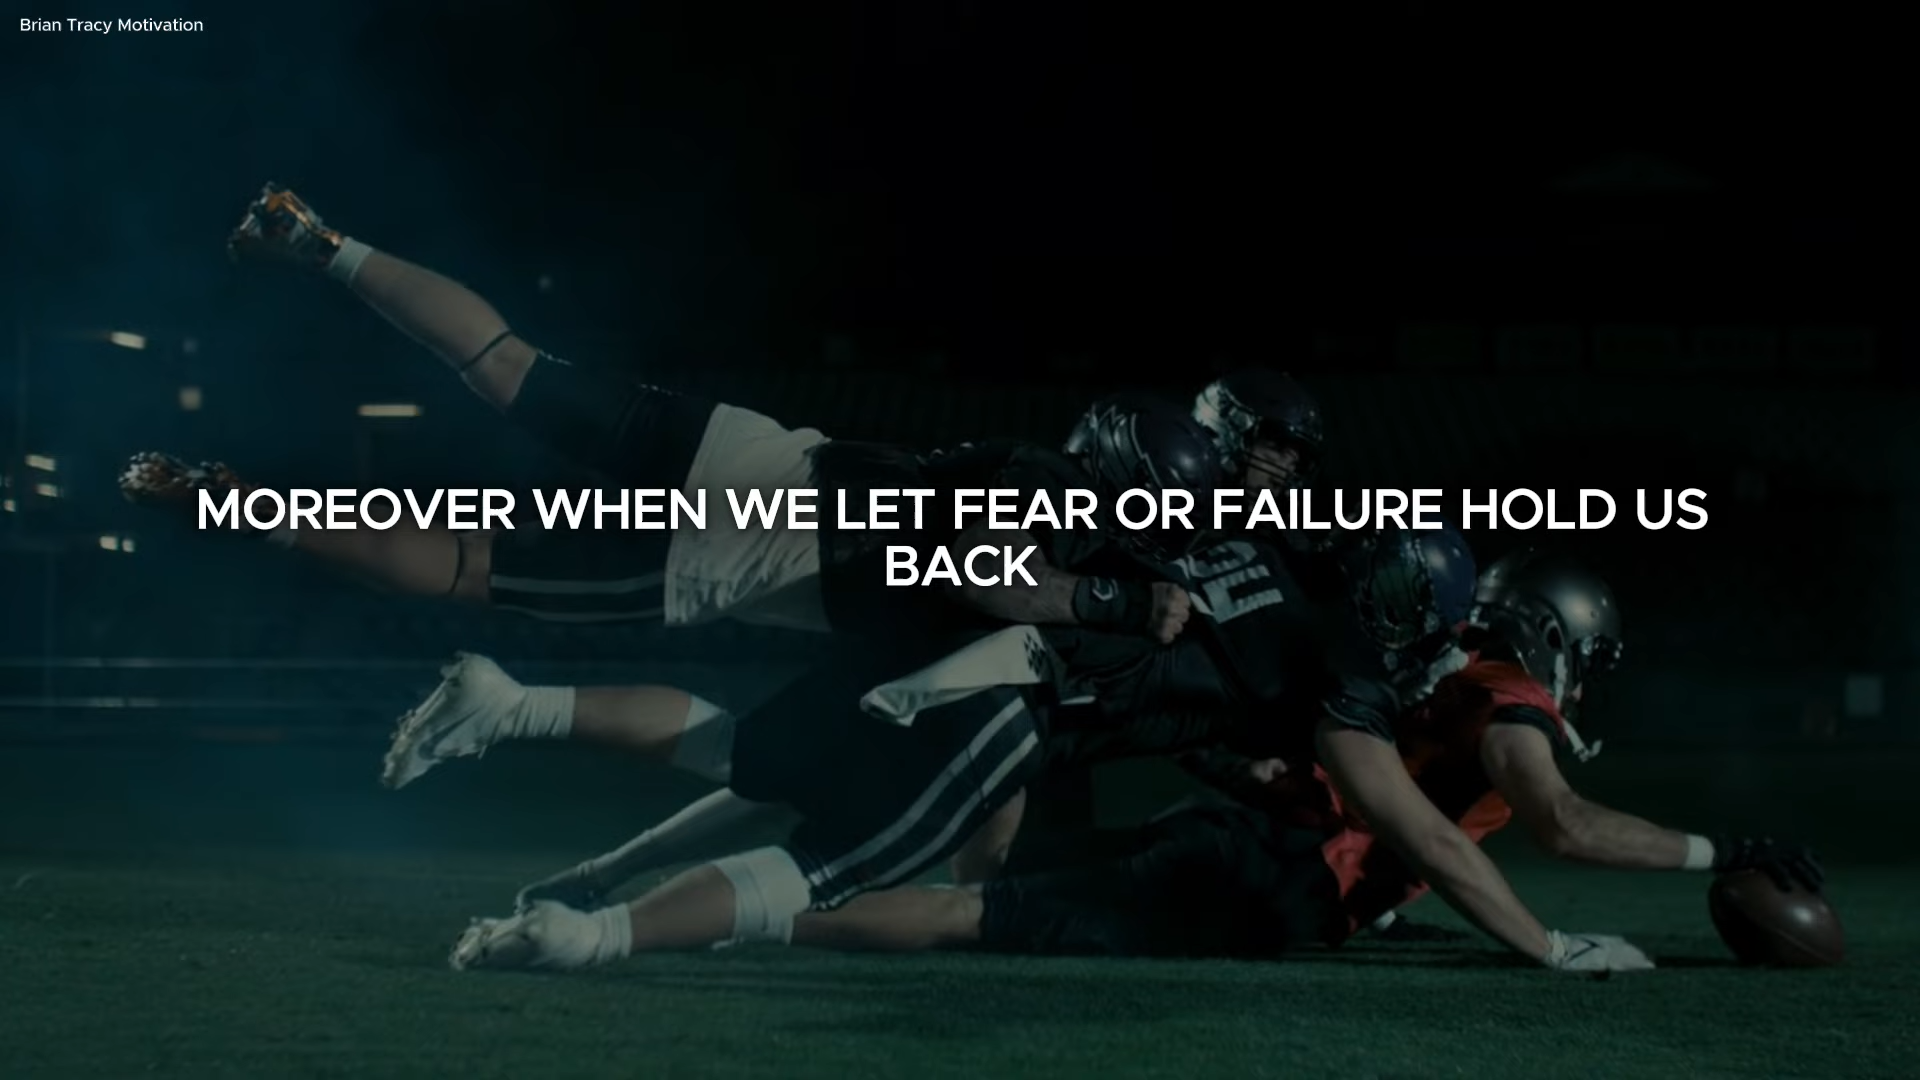 Brian Tracy Motivation
MOREOVER WHEN WE LET FEAR OR FAILURE HOLD US
BACK